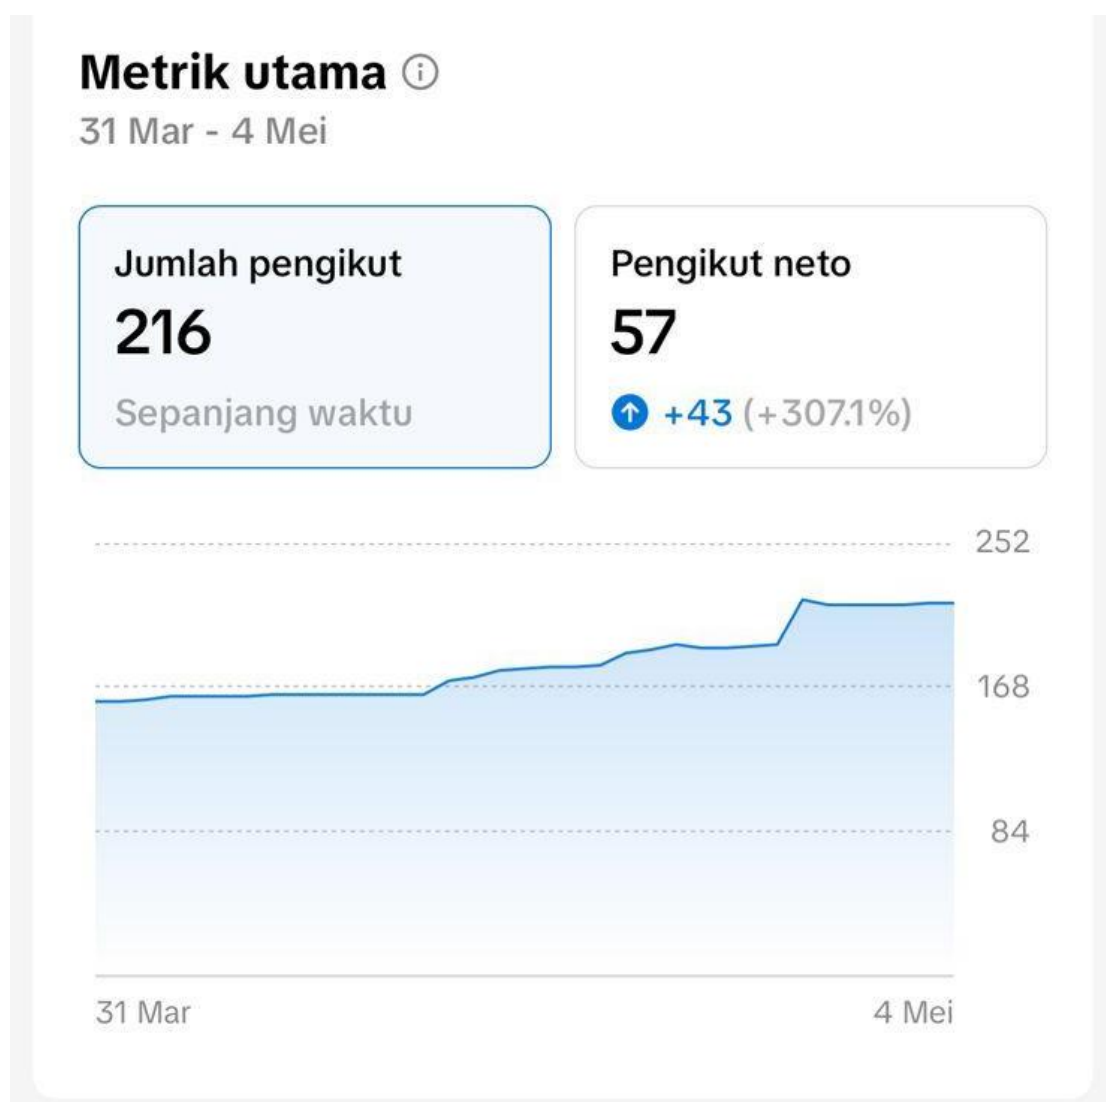 Metrik utama
31 Mar - 4 Mei
Jumlah pengikut
216
Sepanjang waktu
Pengikut neto
57
+43 (+307.1%)
252
168
84
31 Mar
4 Mei